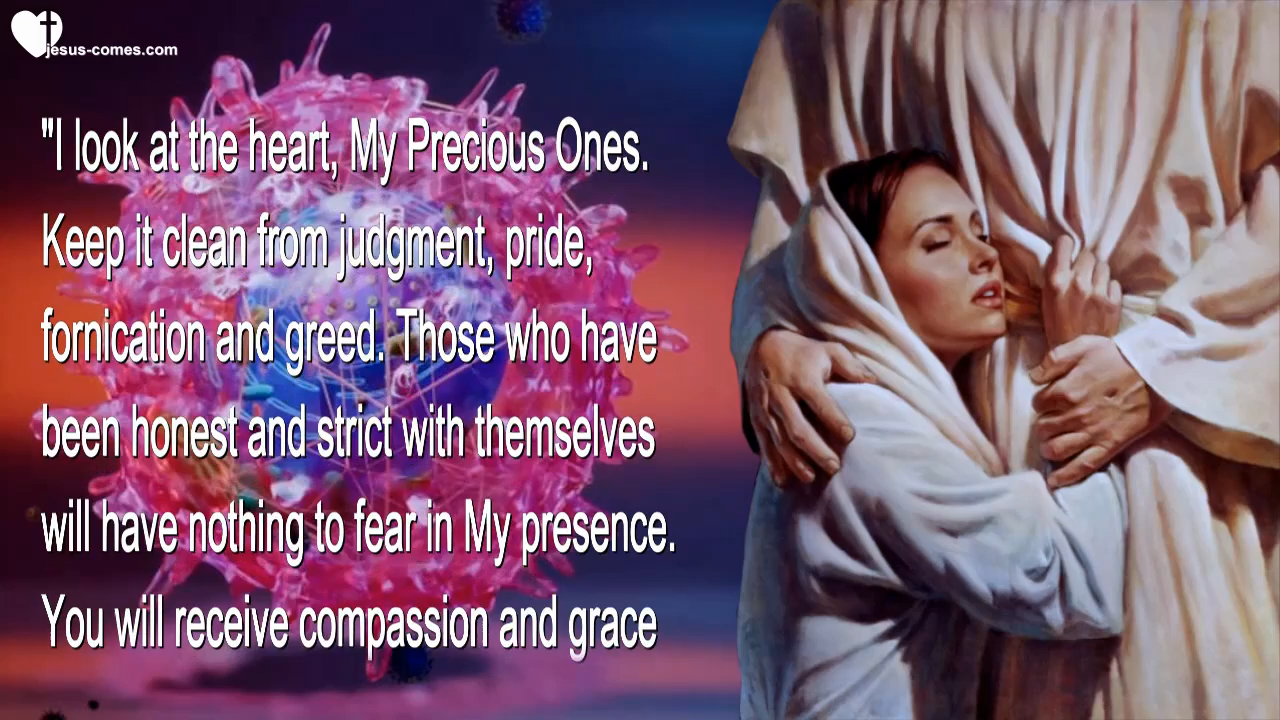 jesus-comes.com
"I look at the heart, My Precious Ones.
Keep it clean from judgment, pride,
fornication and greed. Those who have
been honest and strict with themselves
will have nothing to fear in My presence.
You will receive compassion and grace